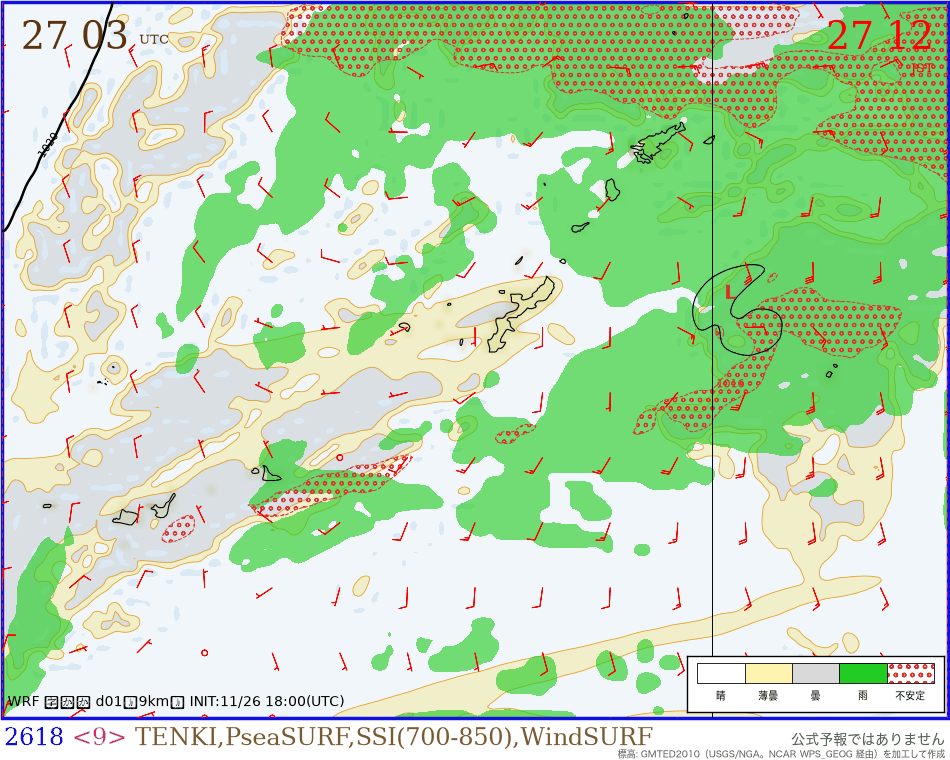 27 03 UTC
27 12
JST
1020
L
WRF d01 9km INIT:11/26 18:00(UTC)
晴 薄曇 曇 雨 不安定
2618 <9> TENKI,PseaSURF,SSI(700-850),WindSURF
公式予報ではありません
標高: GMTED2010（USGS/NGA。NCAR WPS_GEOG 経由）を加工して作成